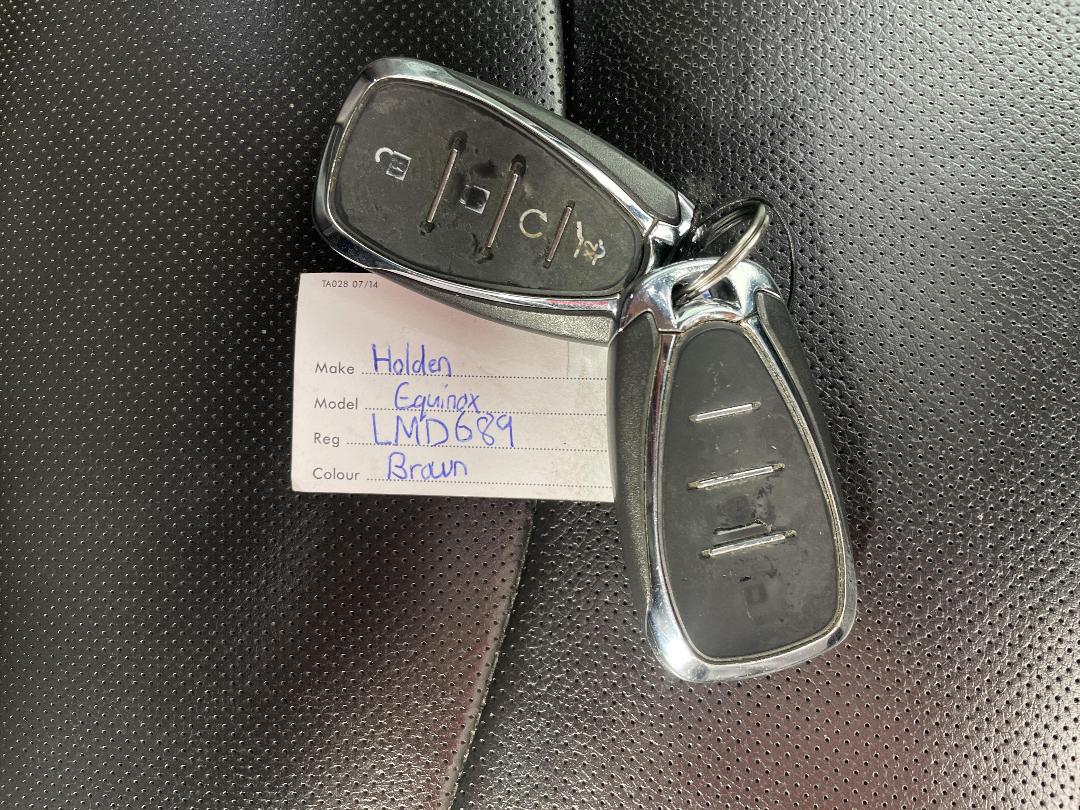 TA028 07/14
Make Holden
Model Equinox
Reg LMD689
Colour Brown